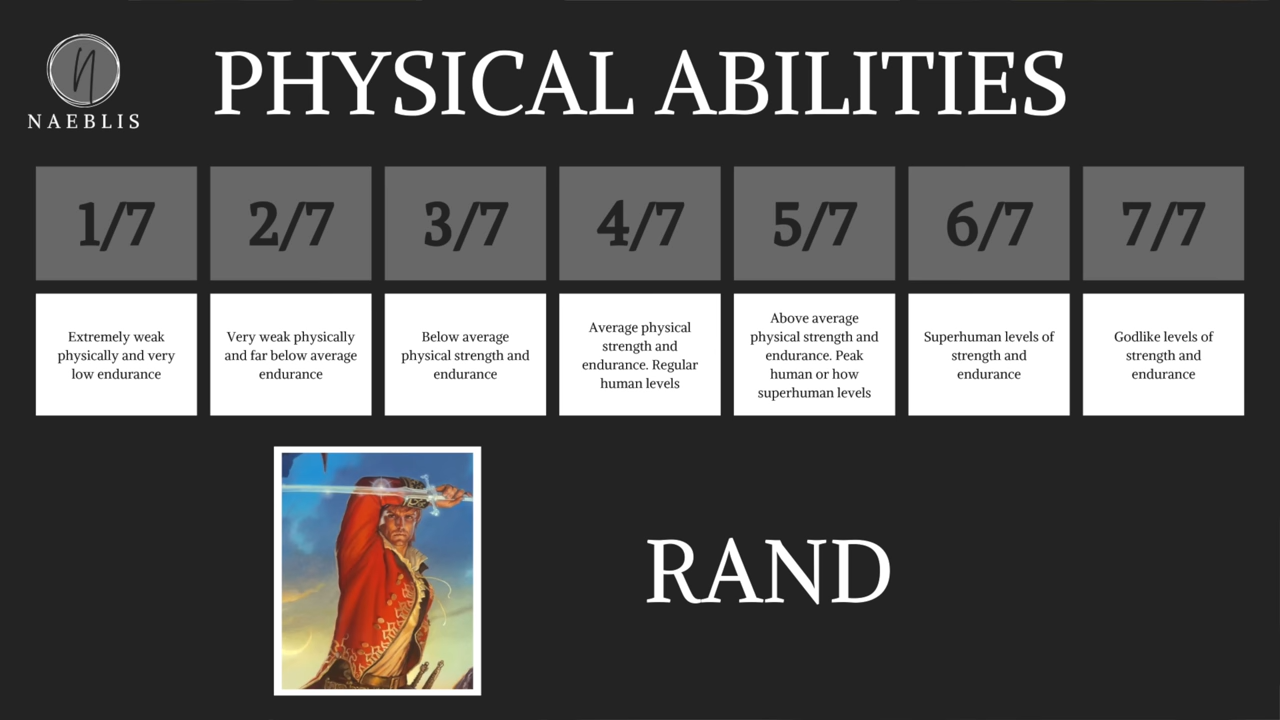 PHYSICAL ABILITIES
n
NAEBLIS
1/7
2/7
3/7
4/7
5/7
6/7
7/7
Extremely weak
physically and very
low endurance
Very weak physically
and far below average
endurance
Below average
physical strength and
endurance
Average physical
strength and
endurance. Regular
human levels
Above average
physical strength and
endurance. Peak
human or how
superhuman levels
Superhuman levels of
strength and
endurance
Godlike levels of
strength and
endurance
RAND